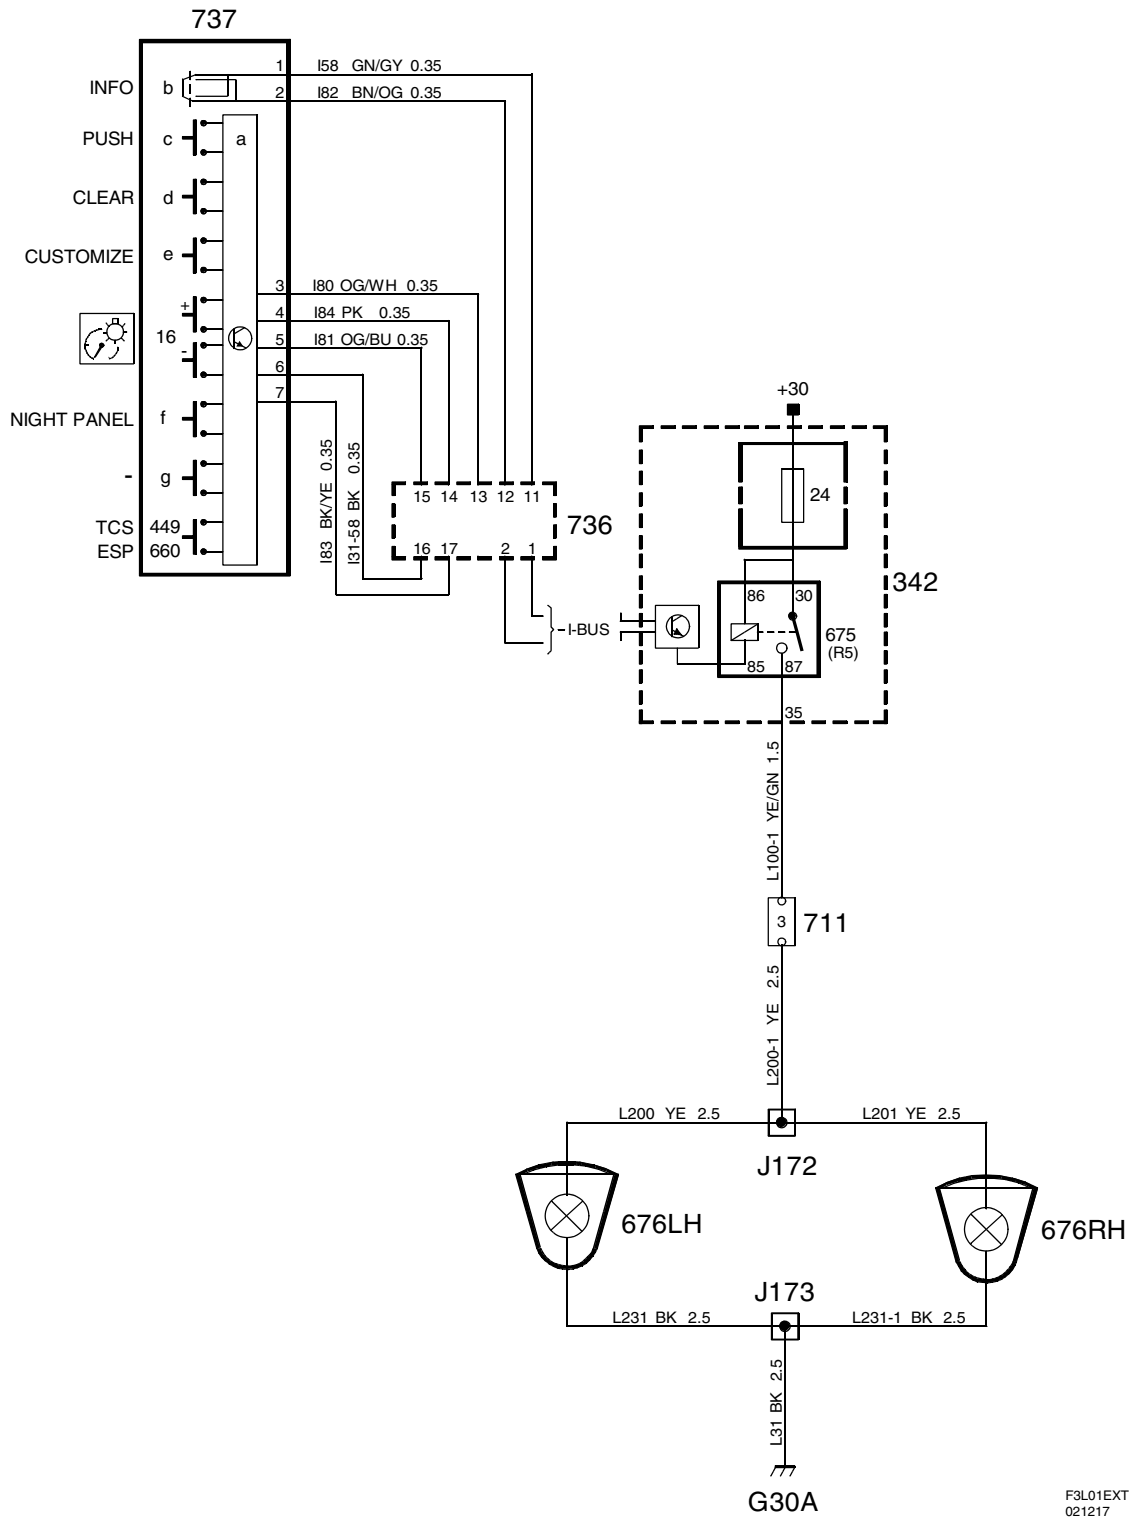 737
1 I58 GN/GY 0.35
INFO b
2 I82 BN/OG 0.35
PUSH c a
CLEAR d
CUSTOMIZE e
3 I80 OG/WH 0.35
+
4 I84 PK 0.35
16
5 I81 OG/BU 0.35
-
6
7
NIGHT PANEL f
- g
TCS 449
ESP 660
I83 BK/YE 0.35
I31-58 BK 0.35
15 14 13 12 11
736
16 17 2 1
I-BUS
+30
24
342
86 30
675
(R5)
85 87
35
L100-1 YE/GN 1.5
3 711
L200-1 YE 2.5
L200 YE 2.5
L201 YE 2.5
J172
676LH
676RH
J173
L231 BK 2.5
L231-1 BK 2.5
L31 BK 2.5
G30A
F3L01EXT
021217